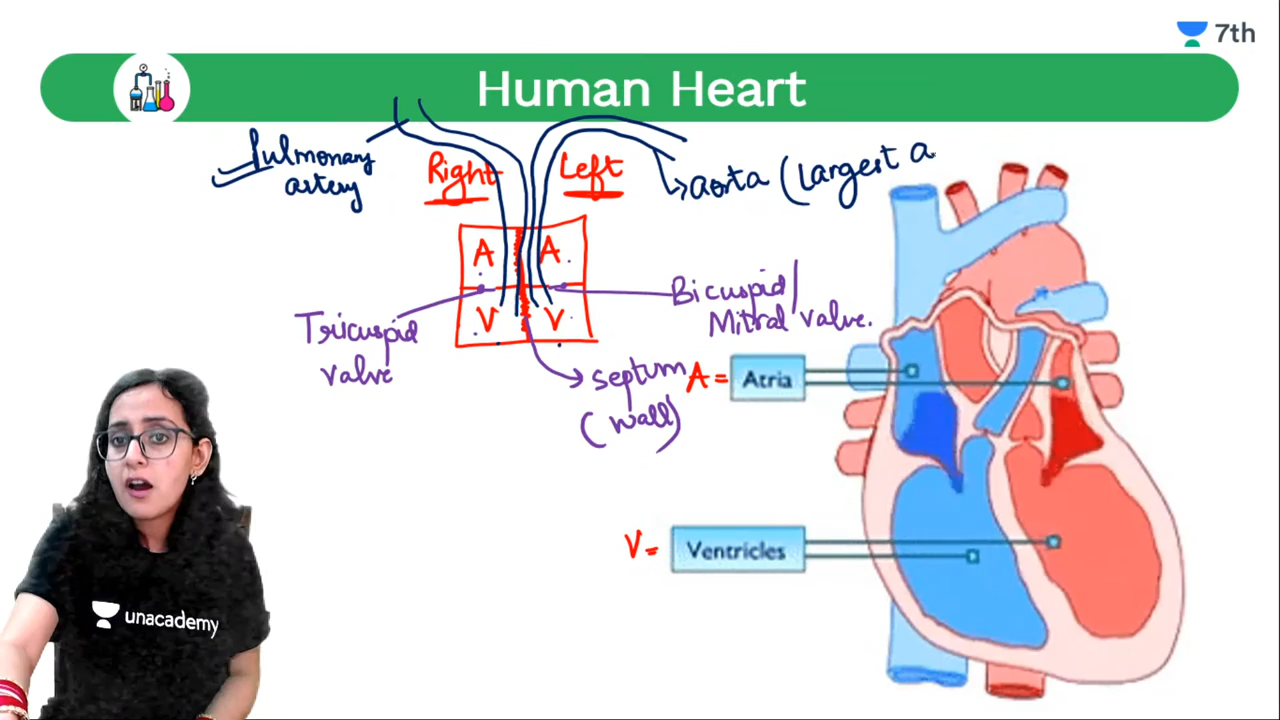 7th
Human Heart
Pulmonary
artery
Right
Left
aorta (Largest a
A
A
V
V
Tricuspid
valve
Bicuspid/
Mitral valve.
septum
(wall)
A =
Atria
V =
Ventricles
unacademy